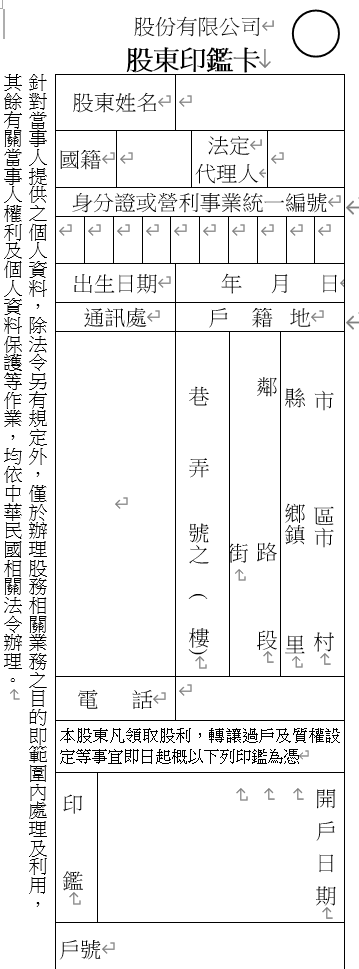 股份有限公司
股東印鑑卡
股東姓名
國籍
法定
代理人
身分證或營利事業統一編號
出生日期
年 月 日
通訊處
戶 籍 地
縣 市
鄉鎮 區市
里 村
鄰
路 街
段
巷 弄 號之 (樓)
電 話
本股東凡領取股利，轉讓過戶及質權設
定等事宜即日起概以下列印鑑為憑
印 鑑
開戶日期
戶號
針對當事人提供之個人資料，除法令另有規定外，僅於辦理股務相關業務之目的即範圍內處理及利用，
其餘有關當事人權利及個人資料保護等作業，均依中華民國相關法令辦理。